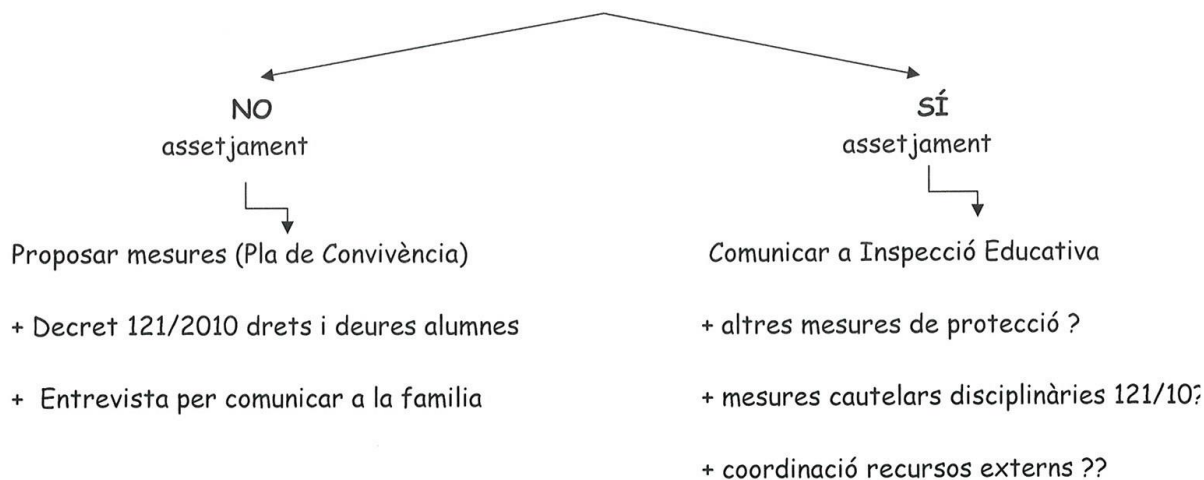 NO
assetjament
Proposar mesures (Pla de Convivència)
+ Decret 121/2010 drets i deures alumnes
+ Entrevista per comunicar a la familia
SÍ
assetjament
Comunicar a Inspecció Educativa
+ altres mesures de protecció ?
+ mesures cautelars disciplinàries 121/10?
+ coordinació recursos externs ??